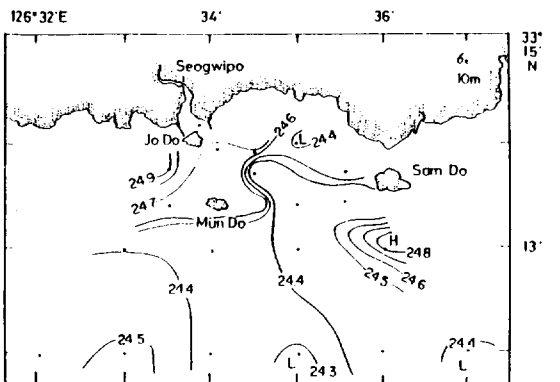 126°32'E 34' 36'
33°
15'
N
Seogwipo
10m
Jo Do
24.6
L 24.4
24.9
24.7
Sam Do
Mun Do
H
24.8
24.5 24.6
13'
24.4
24.4
24.5
L 24.3
24.4
L